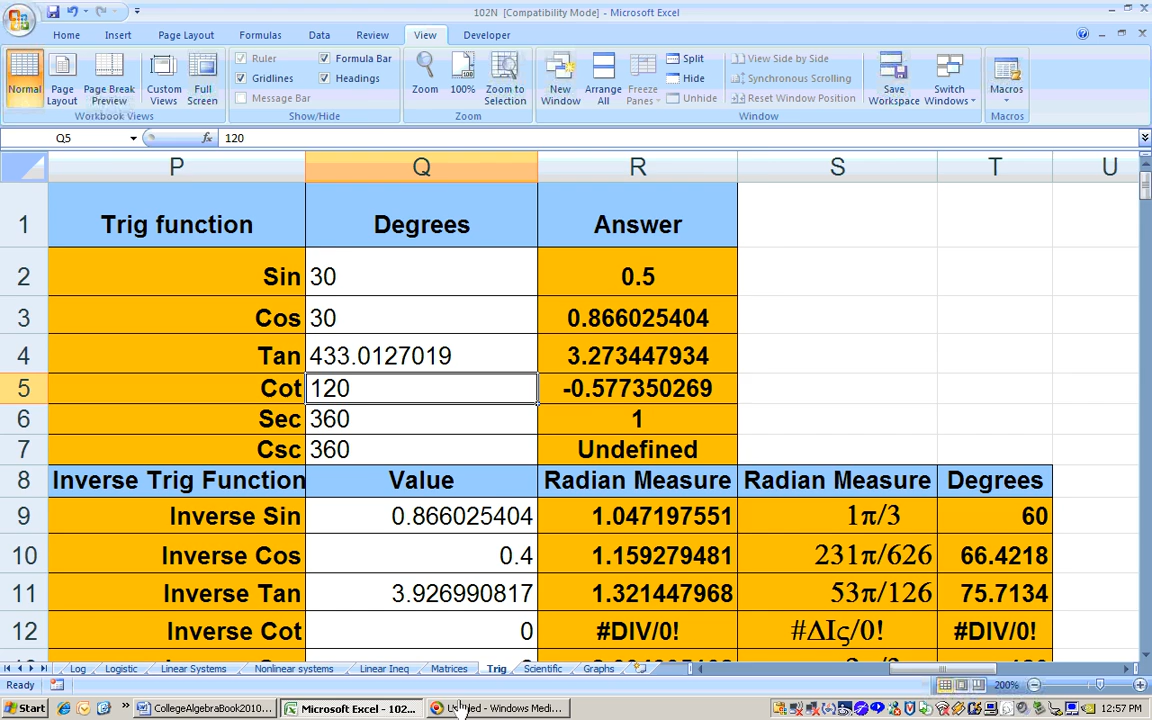 102N [Compatibility Mode] - Microsoft Excel
Home Insert Page Layout Formulas Data Review View Developer
Normal
Page Layout
Page Break Preview
Custom Views
Full Screen
Workbook Views
Ruler
Gridlines
Message Bar
Formula Bar
Headings
Show/Hide
Zoom
100%
Zoom to Selection
Zoom
New Window
Arrange All
Freeze Panes
Split
Hide
Unhide
View Side by Side
Synchronous Scrolling
Reset Window Position
Window
Save Workspace
Switch Windows
Macros
Macros
Q5 fx 120
P Q R S T U
1 Trig function Degrees Answer
2 Sin 30 0.5
3 Cos 30 0.866025404
4 Tan 433.0127019 3.273447934
5 Cot 120 -0.577350269
6 Sec 360 1
7 Csc 360 Undefined
8 Inverse Trig Function Value Radian Measure Radian Measure Degrees
9 Inverse Sin 0.866025404 1.047197551 1π/3 60
10 Inverse Cos 0.4 1.159279481 231π/626 66.4218
11 Inverse Tan 3.926990817 1.321447968 53π/126 75.7134
12 Inverse Cot 0 #DIV/0! #ΔΙς/0! #DIV/0!
Log Logistic Linear Systems Nonlinear systems Linear Ineq Matrices Trig Scientific Graphs
Ready 200%
Start CollegeAlgebraBook2010... Microsoft Excel - 102... - Windows Med... 12:57 PM